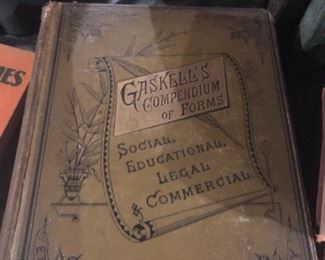 GASKELL'S
COMPENDIUM
OF FORMS
SOCIAL,
EDUCATIONAL,
LEGAL
& COMMERCIAL.